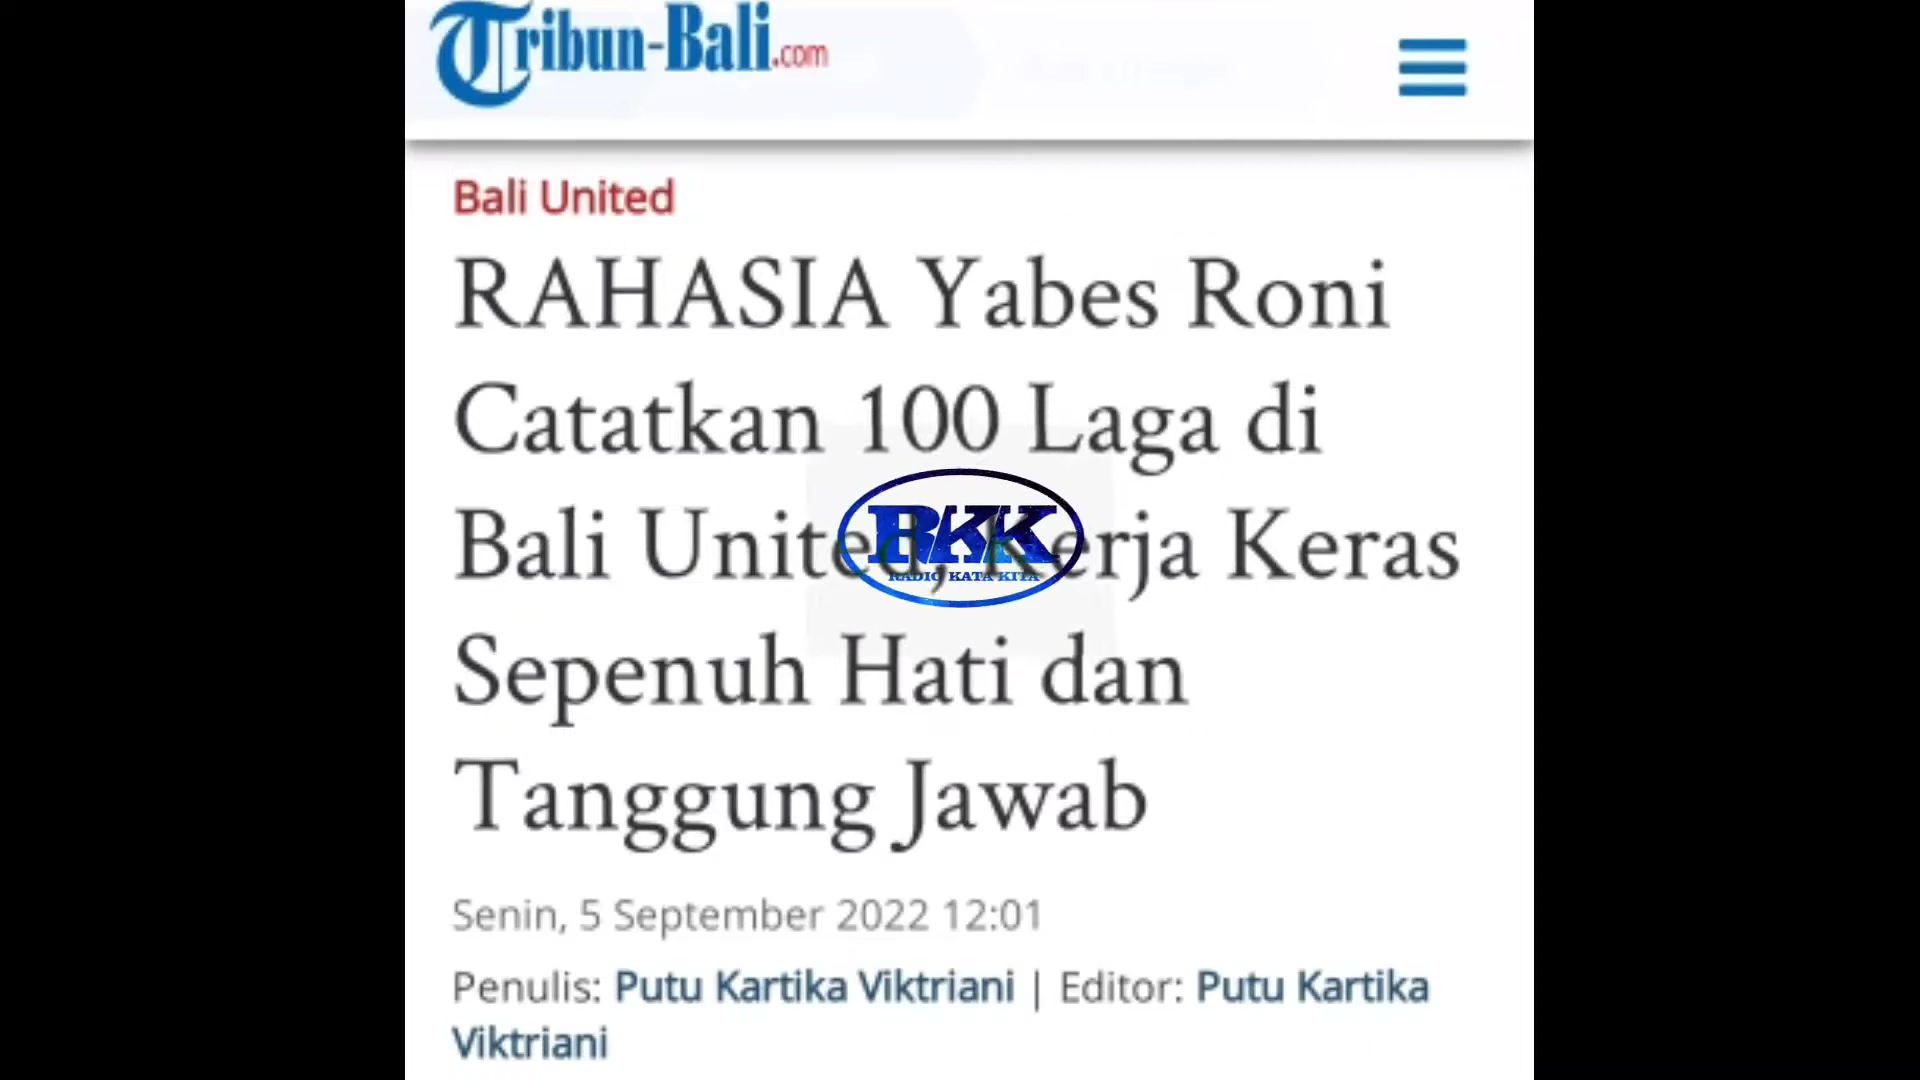 Tribun-Bali.com
Bali United
RAHASIA Yabes Roni
Catatkan 100 Laga di
Bali United, Kerja Keras
RKK
RADIO KATA KITA
Sepenuh Hati dan
Tanggung Jawab
Senin, 5 September 2022 12:01
Penulis: Putu Kartika Viktriani | Editor: Putu Kartika
Viktriani